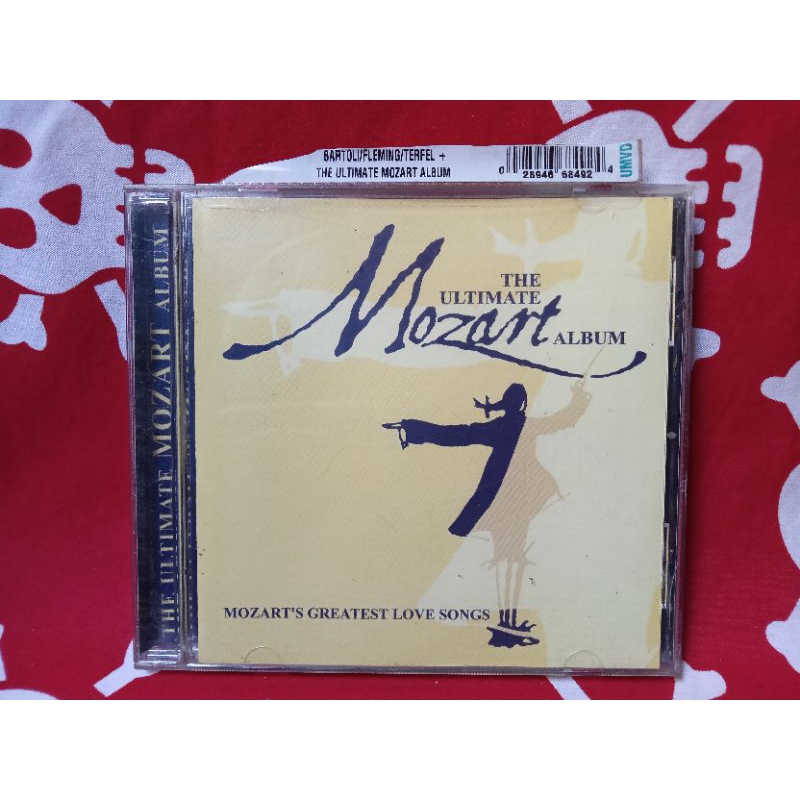 BARTOLI/FLEMING/TERFEL +
THE ULTIMATE MOZART ALBUM
0 28946 68492 4
UMVD
THE ULTIMATE MOZART ALBUM
THE
ULTIMATE
Mozart
ALBUM
MOZART'S GREATEST LOVE SONGS